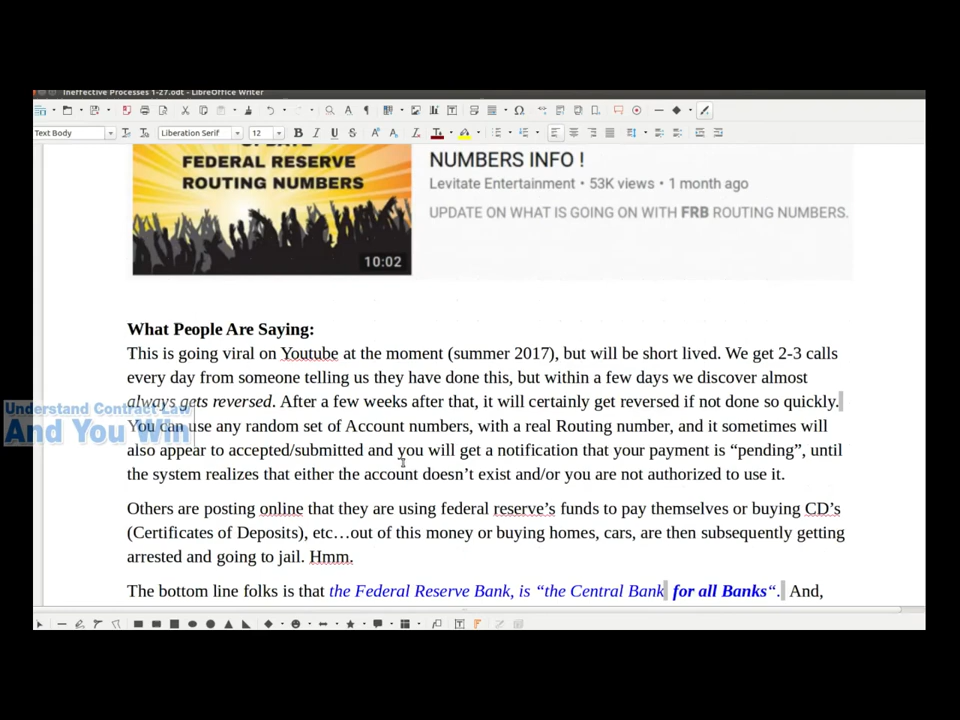 Ineffective Processes 1-27.odt - LibreOffice Writer
Text Body
Liberation Serif
12
UPDATE
FEDERAL RESERVE
ROUTING NUMBERS
10:02
NUMBERS INFO !
Levitate Entertainment • 53K views • 1 month ago
UPDATE ON WHAT IS GOING ON WITH FRB ROUTING NUMBERS.
What People Are Saying:
This is going viral on Youtube at the moment (summer 2017), but will be short lived. We get 2-3 calls
every day from someone telling us they have done this, but within a few days we discover almost
always gets reversed. After a few weeks after that, it will certainly get reversed if not done so quickly.
You can use any random set of Account numbers, with a real Routing number, and it sometimes will
also appear to accepted/submitted and you will get a notification that your payment is “pending”, until
the system realizes that either the account doesn’t exist and/or you are not authorized to use it.
Others are posting online that they are using federal reserve’s funds to pay themselves or buying CD’s
(Certificates of Deposits), etc…out of this money or buying homes, cars, are then subsequently getting
arrested and going to jail. Hmm.
The bottom line folks is that the Federal Reserve Bank, is “the Central Bank for all Banks“. And,
Understand Contract Law
And You Win